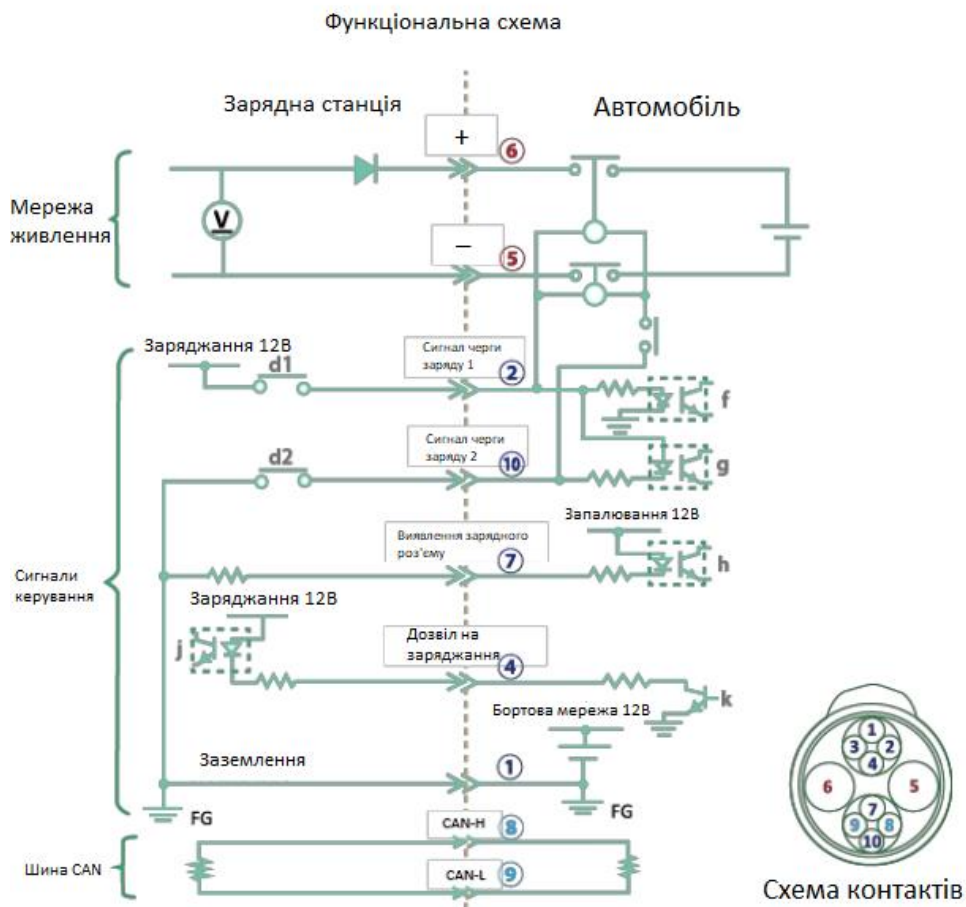 Функціональна схема
Зарядна станція
Автомобіль
+
6
Мережа
живлення
V
−
5
Заряджання 12В
d1
Сигнал черги
заряду 1
2
f
d2
Сигнал черги
заряду 2
10
g
Запалювання 12В
Виявлення зарядного
роз'єму
7
h
Сигнали
керування
Заряджання 12В
j
Дозвіл на
заряджання
4
k
Бортова мережа 12В
Заземлення
1
FG
FG
CAN-H
8
Шина CAN
CAN-L
9
1
3
2
4
6
5
7
9
8
10
Схема контактів